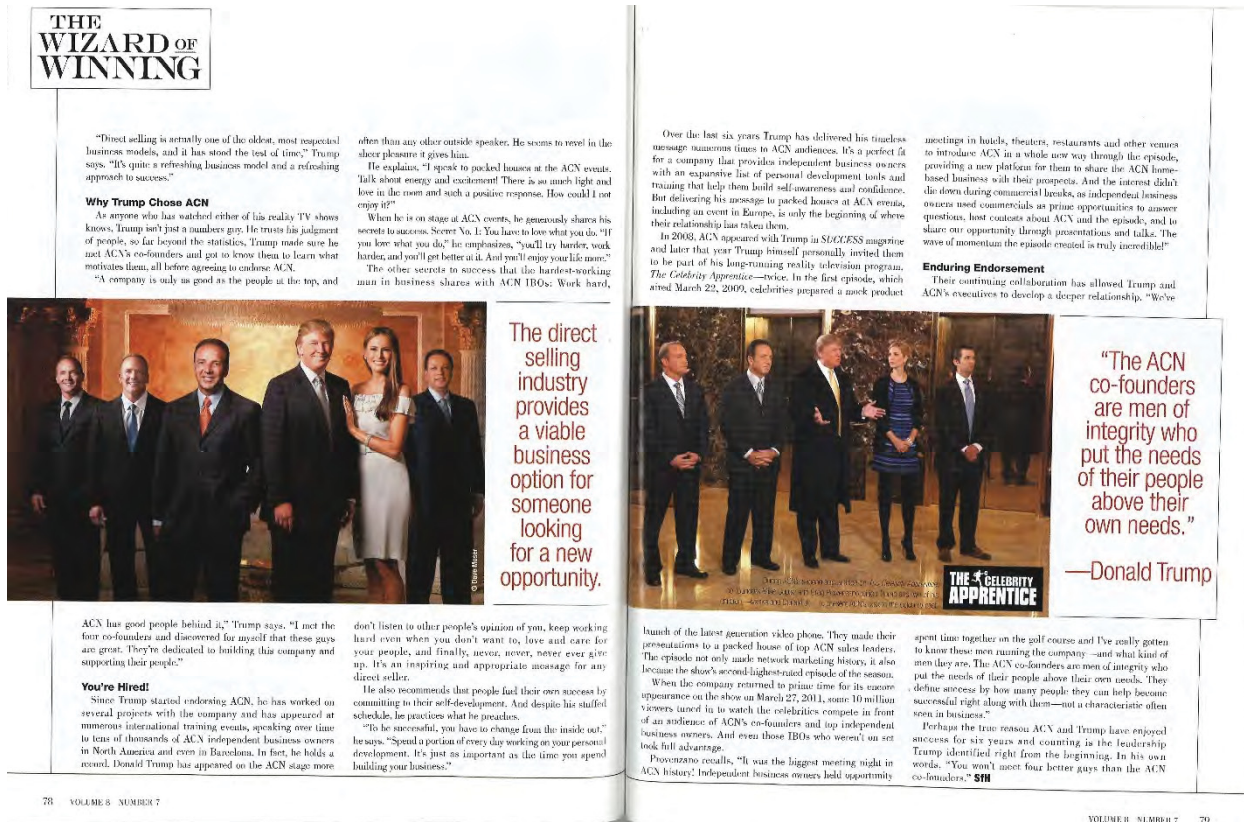 THE
WIZARD OF
WINNING
“Direct selling is actually one of the oldest, most respected
business models, and it has stood the test of time,” Trump
says. “It’s quite a refreshing business model and a refreshing
approach to success.”
Why Trump Chose ACN
As anyone who has watched either of his reality TV shows
knows, Trump isn’t just a numbers guy. He trusts his judgment
of people, so far beyond the statistics, Trump made sure he
met ACN’s co-founders and got to know them to learn what
motivates them, all before agreeing to endorse ACN.
“A company is only as good as the people at the top, and
ACN has good people behind it,” Trump says. “I met the
four co-founders and discovered for myself that these guys
are great. They’re dedicated to building this company and
supporting their people.”
You’re Hired!
Since Trump started endorsing ACN, he has worked on
several projects with the company and has appeared at
numerous international training events, speaking over time
to tens of thousands of ACN independent business owners
in North America and even in Barcelona. In fact, he holds a
record. Donald Trump has appeared on the ACN stage more
often than any other outside speaker. He seems to revel in the
sheer pleasure it gives him.
He explains, “I speak to packed houses at the ACN events.
Talk about energy and excitement! There is so much light and
love in the room and such a positive response. How could I not
enjoy it?”
When he is on stage at ACN events, he generously shares his
secrets to success. Secret No. 1: You have to love what you do. “If
you love what you do,” he emphasizes, “you’ll try harder, work
harder, and you’ll get better at it. And you’ll enjoy your life more.”
The other secrets to success that the hardest-working
man in business shares with ACN IBOs: Work hard,
The direct
selling
industry
provides
a viable
business
option for
someone
looking
for a new
opportunity.
© Dave Moser
don’t listen to other people’s opinion of you, keep working
hard even when you don’t want to, love and care for
your people, and finally, never, never, never ever give
up. It’s an inspiring and appropriate message for any
direct seller.
He also recommends that people fuel their own success by
committing to their self-development. And despite his stuffed
schedule, he practices what he preaches.
“To be successful, you have to change from the inside out,”
he says. “Spend a portion of every day working on your personal
development. It’s just as important as the time you spend
building your business.”
78 VOLUME 8 NUMBER 7
Over the last six years Trump has delivered his timeless
message numerous times to ACN audiences. It’s a perfect fit
for a company that provides independent business owners
with an expansive list of personal development tools and
training that help them build self-awareness and confidence.
But delivering his message to packed houses at ACN events,
including an event in Europe, is only the beginning of where
their relationship has taken them.
In 2008, ACN appeared with Trump in SUCCESS magazine
and later that year Trump himself personally invited them
to be part of his long-running reality television program,
The Celebrity Apprentice—twice. In the first episode, which
aired March 22, 2009, celebrities prepared a mock product
launch of the latest generation video phone. They made their
presentations to a packed house of top ACN sales leaders.
The episode not only made network marketing history, it also
became the show’s second-highest-rated episode of the season.
When the company returned to prime time for its encore
appearance on the show on March 27, 2011, some 10 million
viewers tuned in to watch the celebrities compete in front
of an audience of ACN’s co-founders and top independent
business owners. And even those IBOs who weren’t on set
took full advantage.
Provenzano recalls, “It was the biggest meeting night in
ACN history! Independent business owners held opportunity
meetings in hotels, theaters, restaurants and other venues
to introduce ACN in a whole new way through the episode,
providing a new platform for them to share the ACN home-
based business with their prospects. And the interest didn’t
die down during commercial breaks, as independent business
owners used commercials as prime opportunities to answer
questions, host contests about ACN and the episode, and to
share our opportunity through presentations and talks. The
wave of momentum the episode created is truly incredible!”
Enduring Endorsement
Their continuing collaboration has allowed Trump and
ACN’s executives to develop a deeper relationship. “We’ve
THE CELEBRITY
APPRENTICE
“The ACN
co-founders
are men of
integrity who
put the needs
of their people
above their
own needs.”
—Donald Trump
spent time together on the golf course and I’ve really gotten
to know these men running the company—and what kind of
men they are. The ACN co-founders are men of integrity who
put the needs of their people above their own needs. They
define success by how many people they can help become
successful right along with them—not a characteristic often
seen in business.”
Perhaps the true reason ACN and Trump have enjoyed
success for six years and counting is the leadership
Trump identified right from the beginning. In his own
words, “You won’t meet four better guys than the ACN
co-founders.” SfH
VOLUME 8 NUMBER 7 79